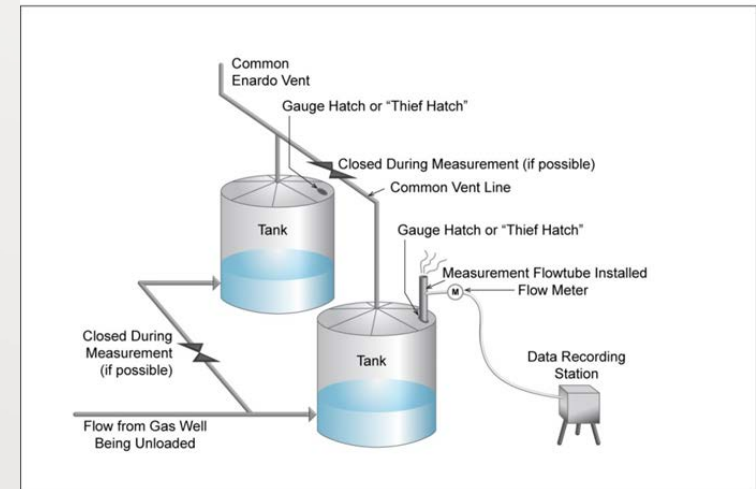 Common
Enardo Vent
Gauge Hatch or “Thief Hatch”
Closed During Measurement (if possible)
Common Vent Line
Tank
Gauge Hatch or “Thief Hatch”
Measurement Flowtube Installed
M
Flow Meter
Closed During
Measurement
(if possible)
Tank
Data Recording
Station
Flow from Gas Well
Being Unloaded